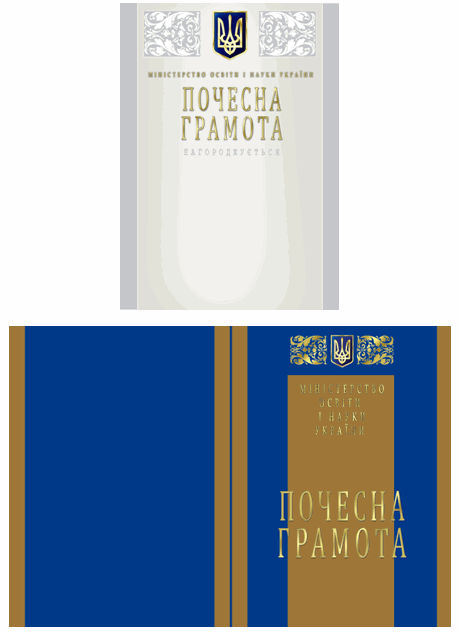 МІНІСТЕРСТВО ОСВІТИ І НАУКИ УКРАЇНИ
ПОЧЕСНА
ГРАМОТА
НАГОРОДЖУЄТЬСЯ
МІНІСТЕРСТВО
ОСВІТИ
І НАУКИ
УКРАЇНИ
ПОЧЕСНА
ГРАМОТА